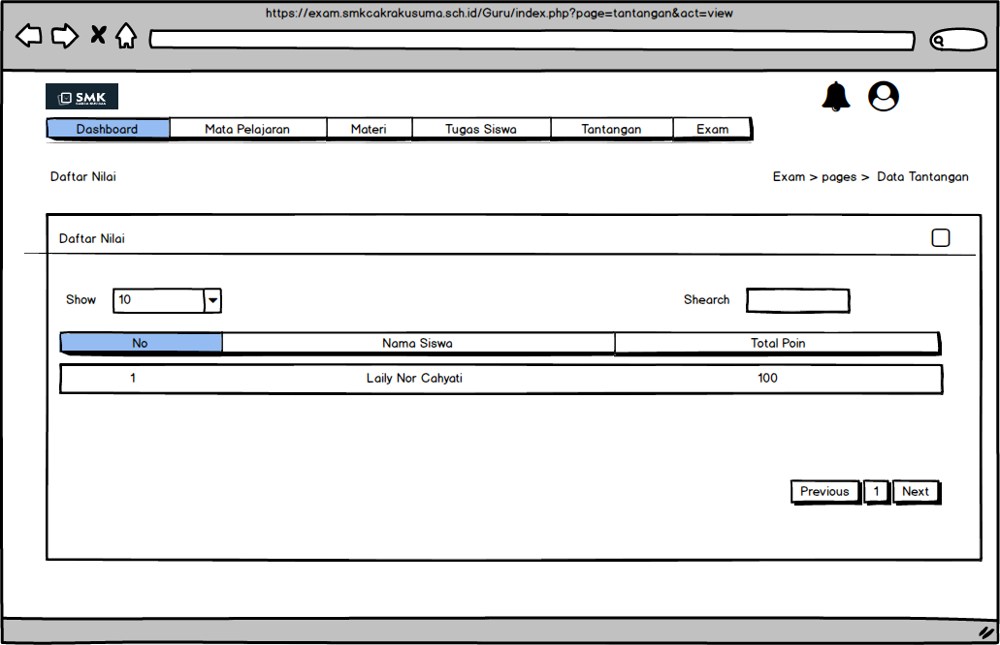 https://exam.smkcakrakusuma.sch.id/Guru/index.php?page=tantangan&act=view
SMK
Dashboard Mata Pelajaran Materi Tugas Siswa Tantangan Exam
Daftar Nilai Exam > pages > Data Tantangan
Daftar Nilai
Show 10 Shearch
No Nama Siswa Total Poin
1 Laily Nor Cahyati 100
Previous 1 Next